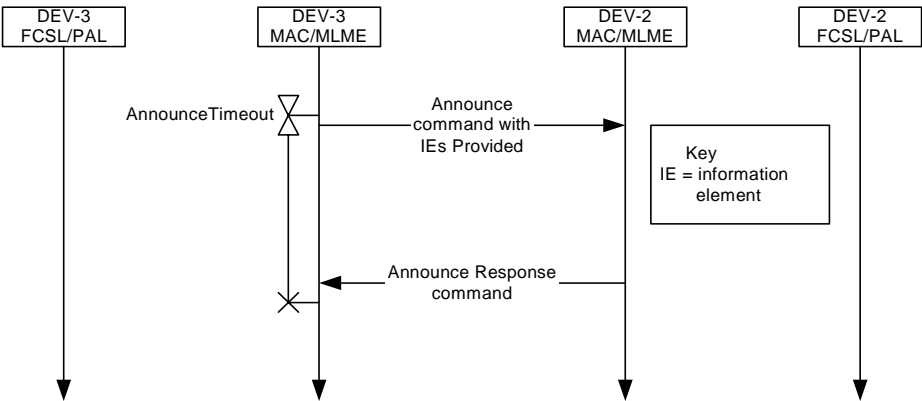 DEV-3
FCSL/PAL
DEV-3
MAC/MLME
DEV-2
MAC/MLME
DEV-2
FCSL/PAL
AnnounceTimeout
Announce
command with
IEs Provided
Key
IE = information
element
Announce Response
command